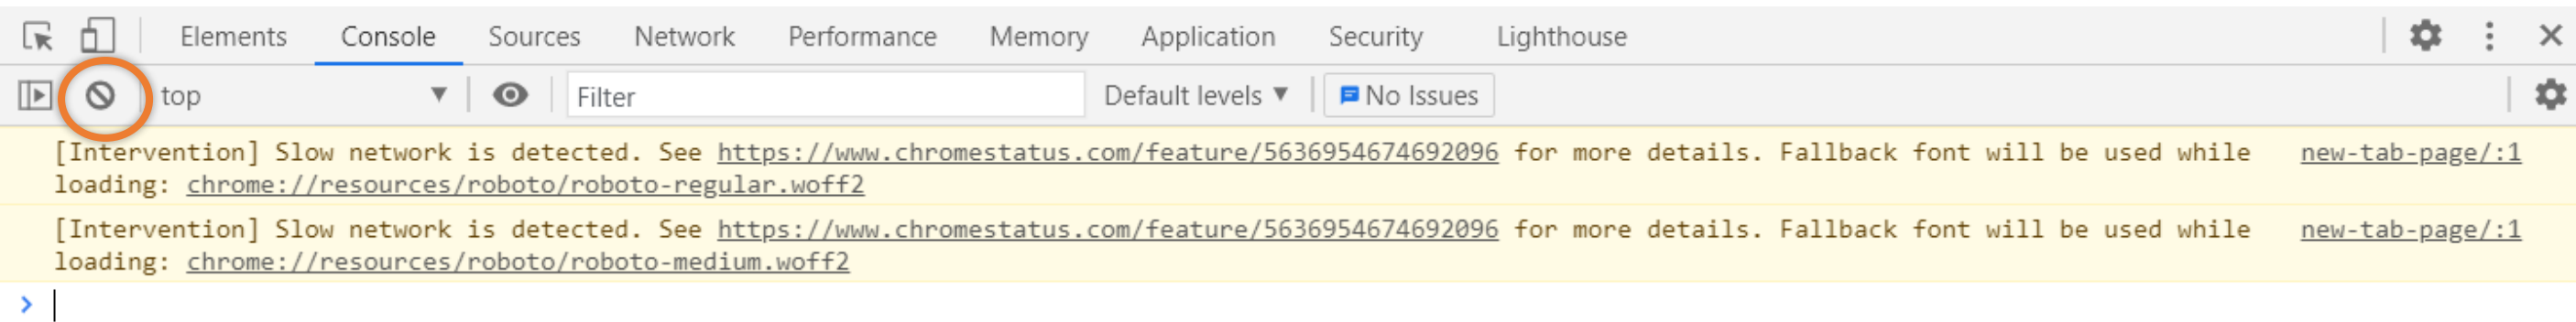 Elements Console Sources Network Performance Memory Application Security Lighthouse
top Filter Default levels No Issues
[Intervention] Slow network is detected. See https://www.chromestatus.com/feature/5636954674692096 for more details. Fallback font will be used while new-tab-page/:1
loading: chrome://resources/roboto/roboto-regular.woff2
[Intervention] Slow network is detected. See https://www.chromestatus.com/feature/5636954674692096 for more details. Fallback font will be used while new-tab-page/:1
loading: chrome://resources/roboto/roboto-medium.woff2